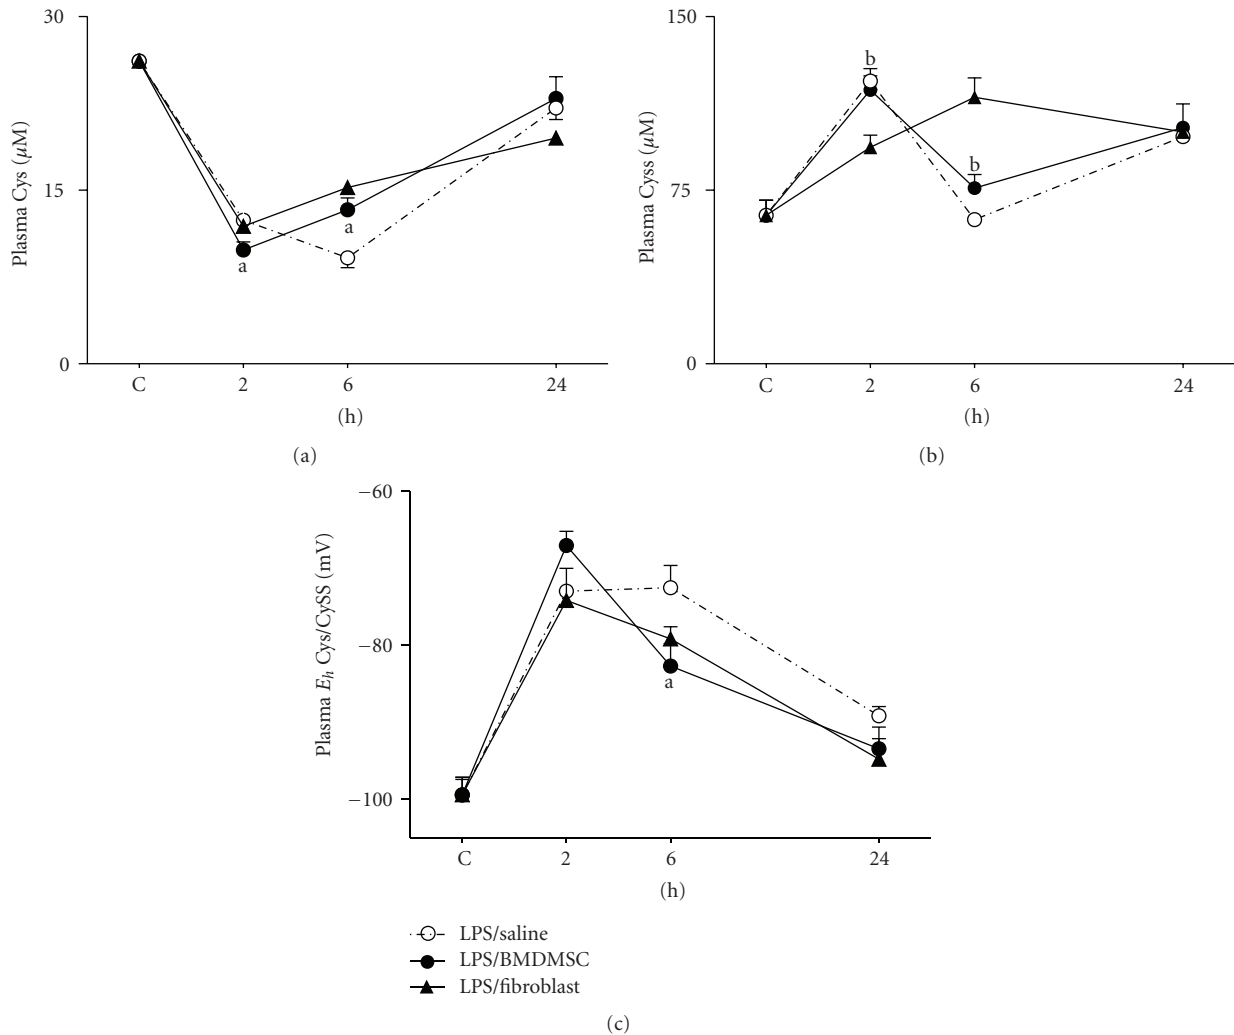 30
15
0
Plasma Cys (μM)
a
a
C
2
6
24
(h)
(a)
150
75
0
Plasma Cyss (μM)
b
b
C
2
6
24
(h)
(b)
−60
−80
−100
Plasma Eₕ Cys/CySS (mV)
a
C
2
6
24
(h)
LPS/saline
LPS/BMDMSC
LPS/fibroblast
(c)